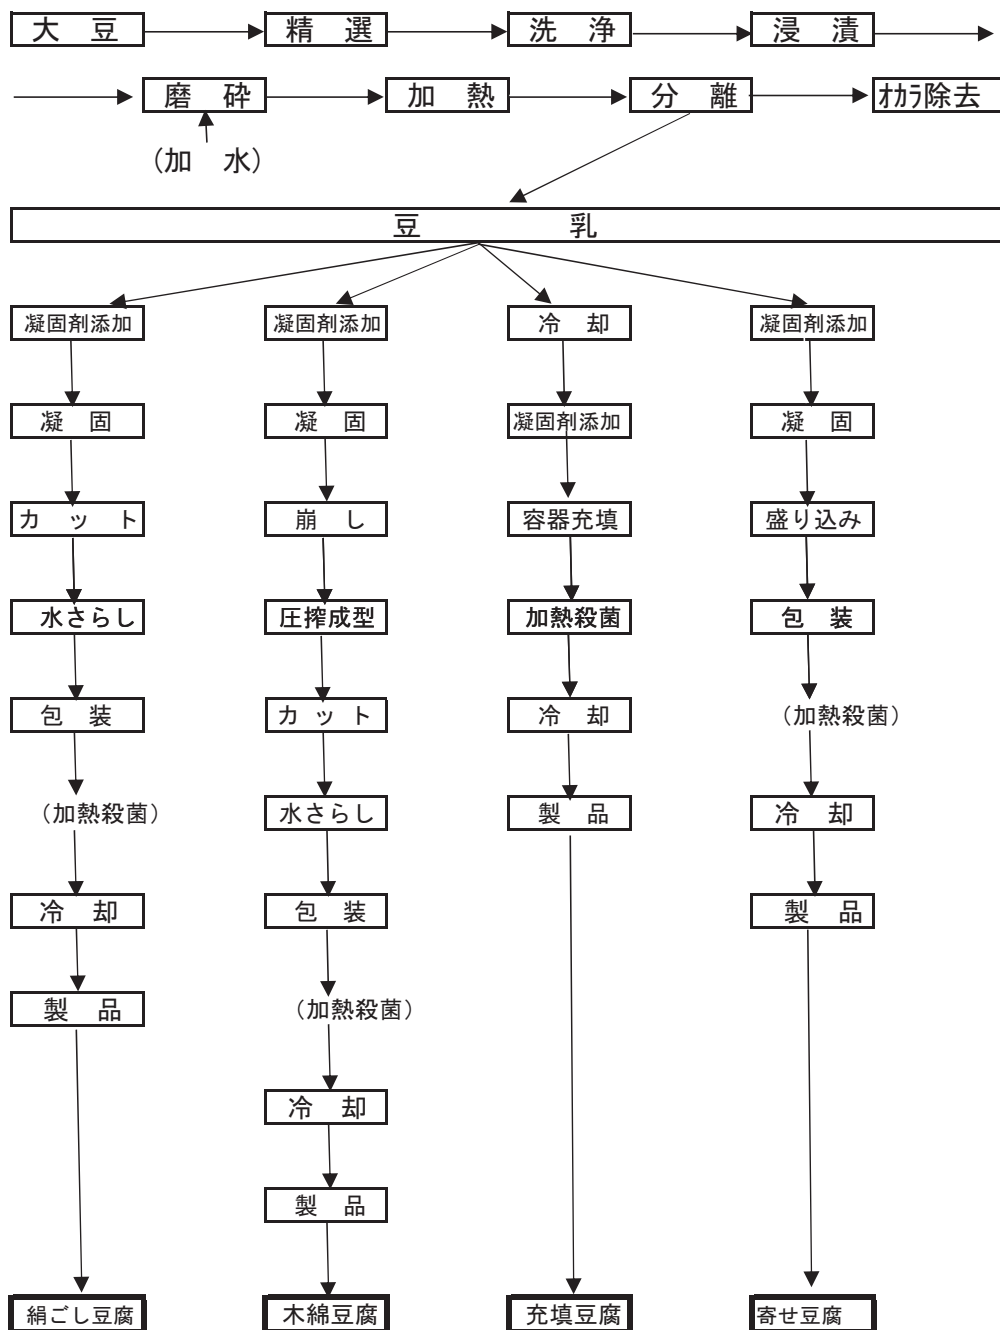 大豆 精選 洗浄 浸漬
磨砕 加熱 分離 ｵｶﾗ除去
（加水）
豆乳
凝固剤添加 凝固剤添加 冷却 凝固剤添加
凝固 凝固 凝固剤添加 凝固
カット 崩し 容器充填 盛り込み
水さらし 圧搾成型 加熱殺菌 包装
包装 カット 冷却 （加熱殺菌）
（加熱殺菌） 水さらし 製品 冷却
冷却 包装 製品
製品 （加熱殺菌）
冷却
製品
絹ごし豆腐 木綿豆腐 充填豆腐 寄せ豆腐